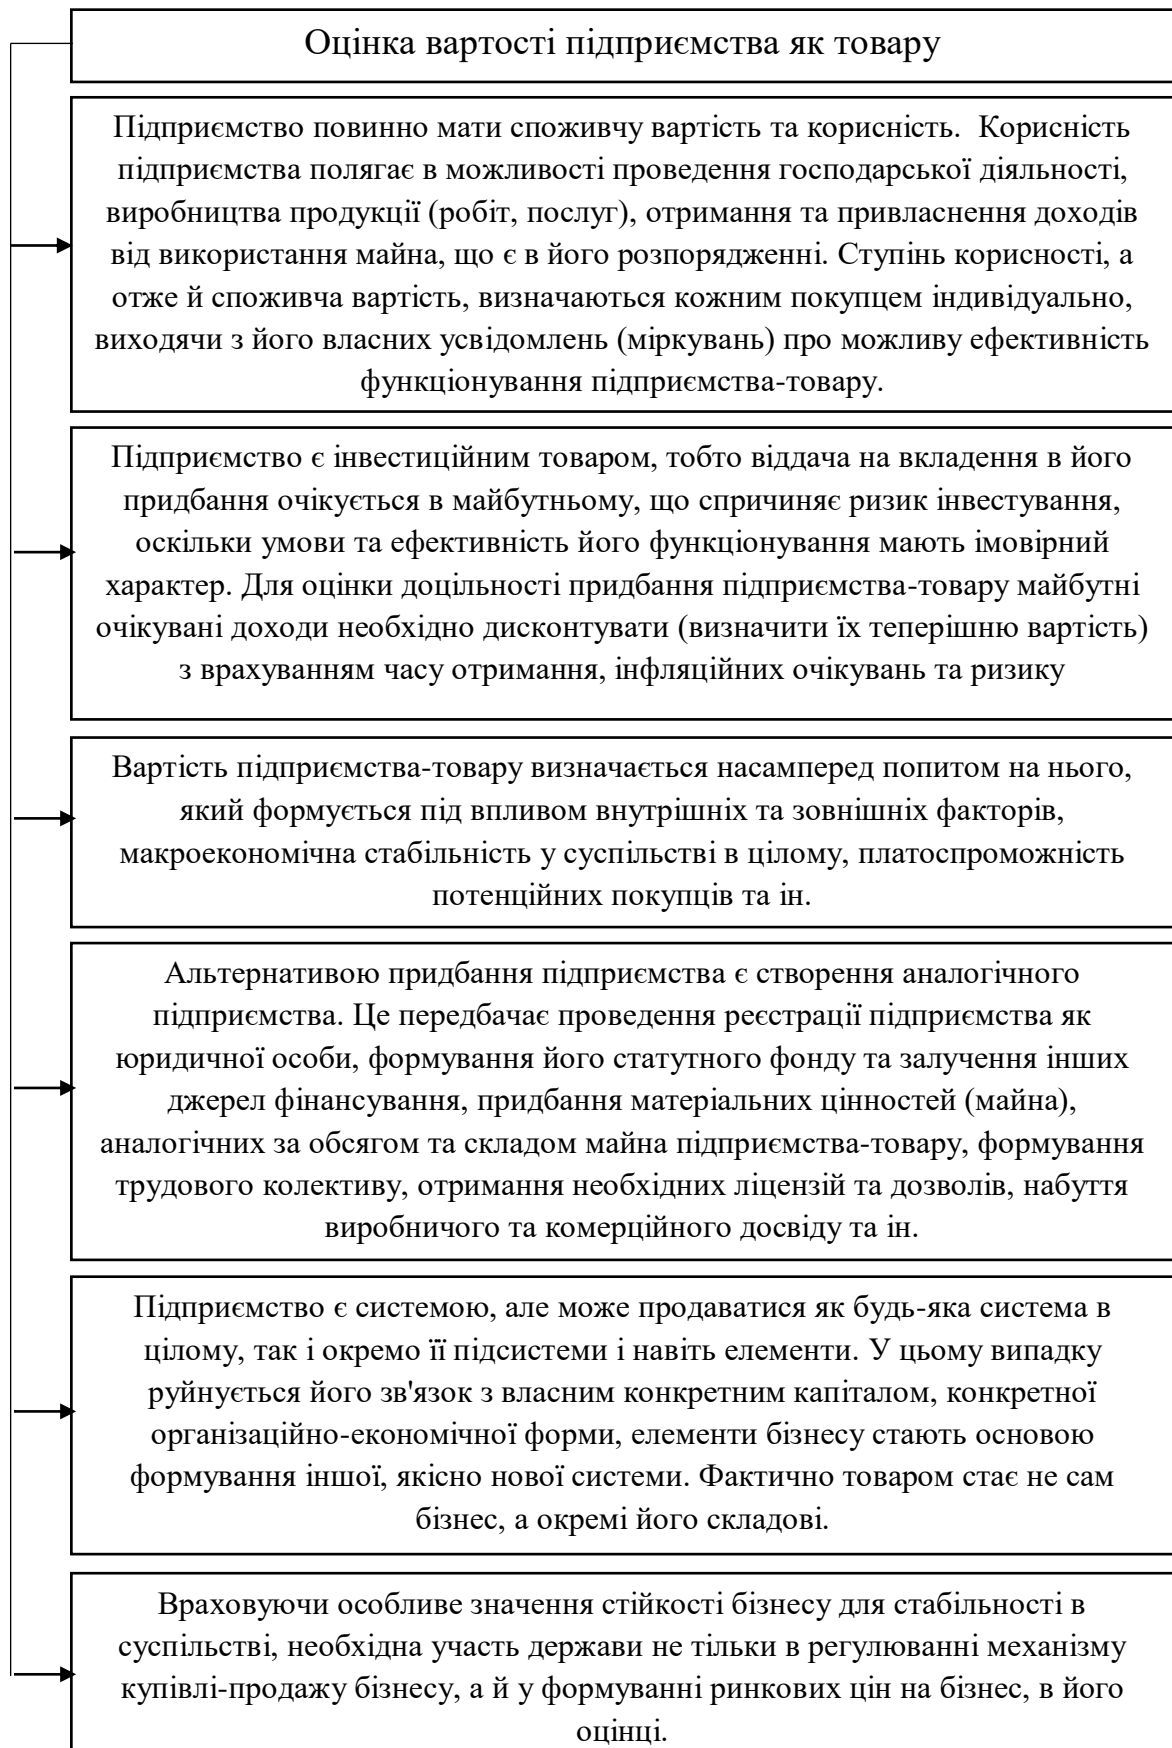 Оцінка вартості підприємства як товару
Підприємство повинно мати споживчу вартість та корисність. Корисність
підприємства полягає в можливості проведення господарської діяльності,
виробництва продукції (робіт, послуг), отримання та привласнення доходів
від використання майна, що є в його розпорядженні. Ступінь корисності, а
отже й споживча вартість, визначаються кожним покупцем індивідуально,
виходячи з його власних усвідомлень (міркувань) про можливу ефективність
функціонування підприємства-товару.
Підприємство є інвестиційним товаром, тобто віддача на вкладення в його
придбання очікується в майбутньому, що спричиняє ризик інвестування,
оскільки умови та ефективність його функціонування мають імовірний
характер. Для оцінки доцільності придбання підприємства-товару майбутні
очікувані доходи необхідно дисконтувати (визначити їх теперішню вартість)
з врахуванням часу отримання, інфляційних очікувань та ризику
Вартість підприємства-товару визначається насамперед попитом на нього,
який формується під впливом внутрішніх та зовнішніх факторів,
макроекономічна стабільність у суспільстві в цілому, платоспроможність
потенційних покупців та ін.
Альтернативою придбання підприємства є створення аналогічного
підприємства. Це передбачає проведення реєстрації підприємства як
юридичної особи, формування його статутного фонду та залучення інших
джерел фінансування, придбання матеріальних цінностей (майна),
аналогічних за обсягом та складом майна підприємства-товару, формування
трудового колективу, отримання необхідних ліцензій та дозволів, набуття
виробничого та комерційного досвіду та ін.
Підприємство є системою, але може продаватися як будь-яка система в
цілому, так і окремо її підсистеми і навіть елементи. У цьому випадку
руйнується його зв'язок з власним конкретним капіталом, конкретної
організаційно-економічної форми, елементи бізнесу стають основою
формування іншої, якісно нової системи. Фактично товаром стає не сам
бізнес, а окремі його складові.
Враховуючи особливе значення стійкості бізнесу для стабільності в
суспільстві, необхідна участь держави не тільки в регулюванні механізму
купівлі-продажу бізнесу, а й у формуванні ринкових цін на бізнес, в його
оцінці.